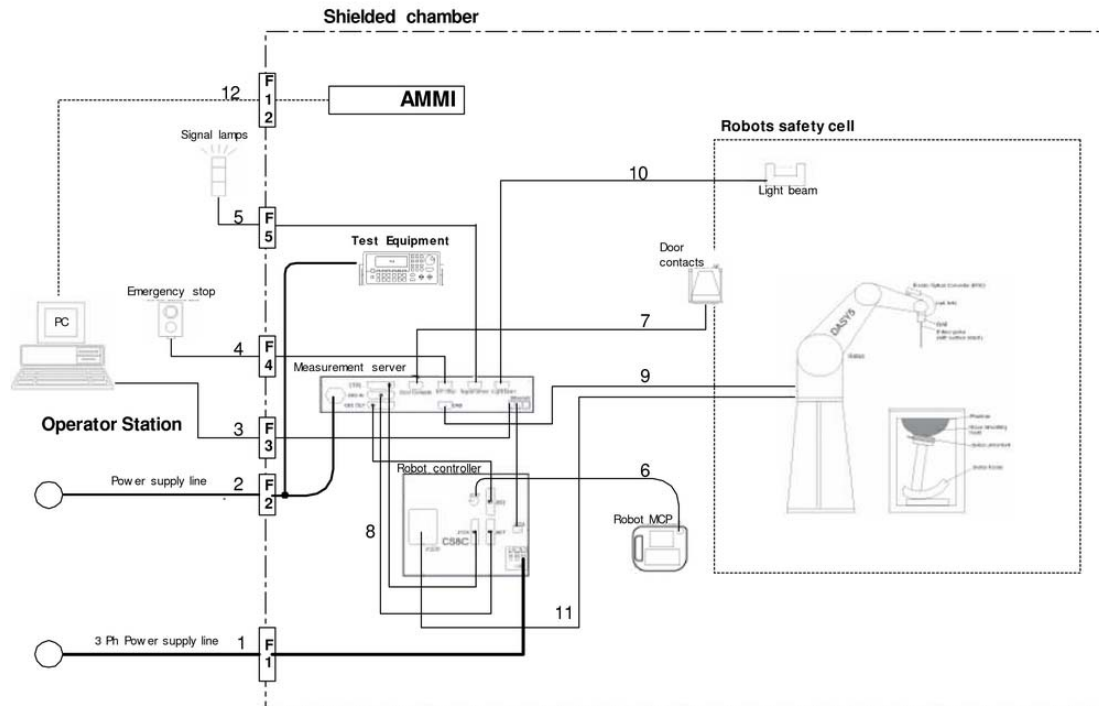 Shielded chamber
12
F
1
2
AMMI
Signal lamps
Robots safety cell
10
Light beam
5
F
5
Test Equipment
Door
contacts
Emergency stop
PC
DASY5
7
4
F
4
Measurement server
9
Operator Station
3
F
3
Robot controller
Power supply line
2
F
2
6
Robot MCP
8
CS8C
11
3 Ph Power supply line
1
F
1